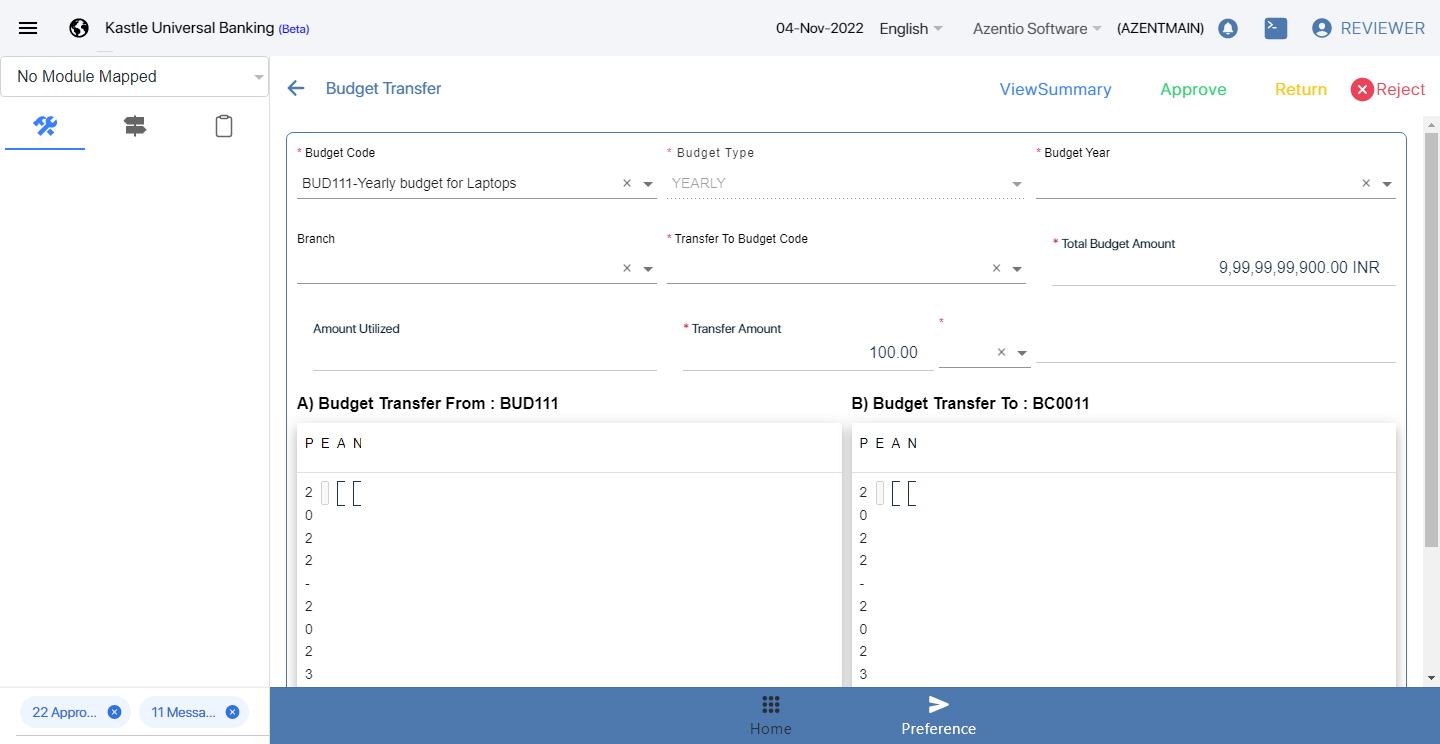 Kastle Universal Banking (Beta)
04-Nov-2022
English
Azentio Software
(AZENTMAIN)
REVIEWER
No Module Mapped
Budget Transfer
ViewSummary
Approve
Return
Reject
* Budget Code
* Budget Type
* Budget Year
BUD111-Yearly budget for Laptops
YEARLY
Branch
* Transfer To Budget Code
* Total Budget Amount
9,99,99,99,900.00 INR
Amount Utilized
* Transfer Amount
*
100.00
A) Budget Transfer From : BUD111
B) Budget Transfer To : BC0011
P E A N
P E A N
2
0
2
2
-
2
0
2
3
2
0
2
2
-
2
0
2
3
22 Appro...
11 Messa...
Home
Preference